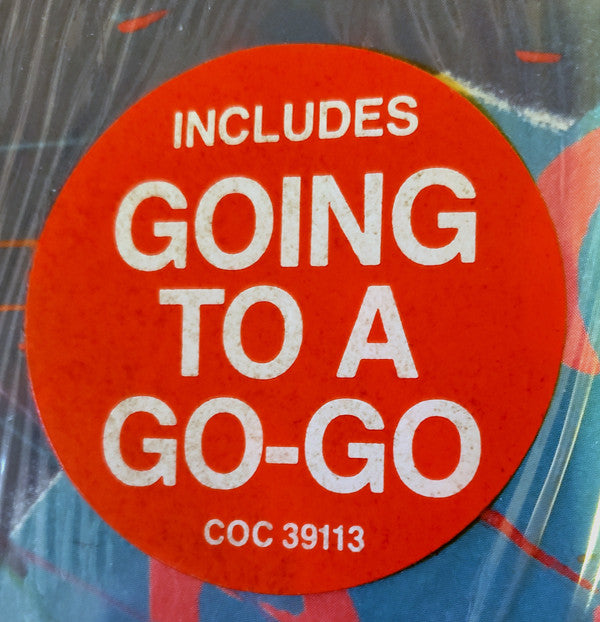 INCLUDES
GOING
TO A
GO-GO
COC 39113